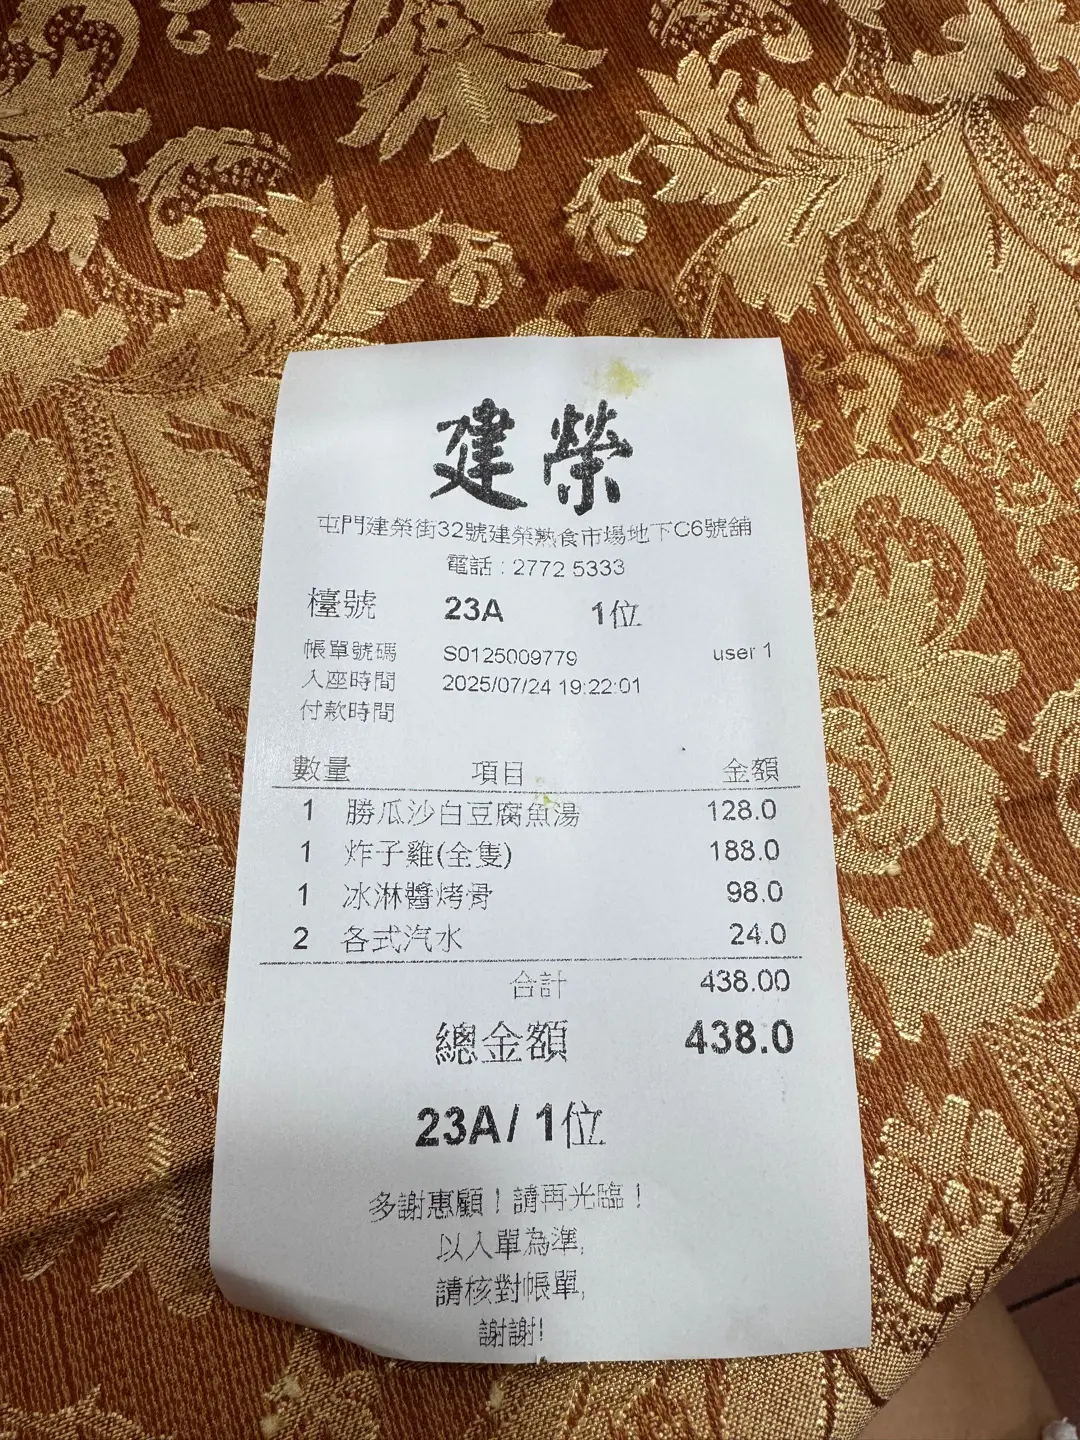 建榮
屯門建榮街32號建榮熟食市場地下C6號舖
電話 : 2772 5333
檯號 23A 1位
帳單號碼 S0125009779 user 1
入座時間 2025/07/24 19:22:01
付款時間
數量 項目 金額
1 勝瓜沙白豆腐魚湯 128.0
1 炸子雞(全隻) 188.0
1 冰淋醬烤骨 98.0
2 各式汽水 24.0
合計 438.00
總金額 438.0
23A/ 1位
多謝惠顧！請再光臨！
以入單為準,
請核對帳單,
謝謝!